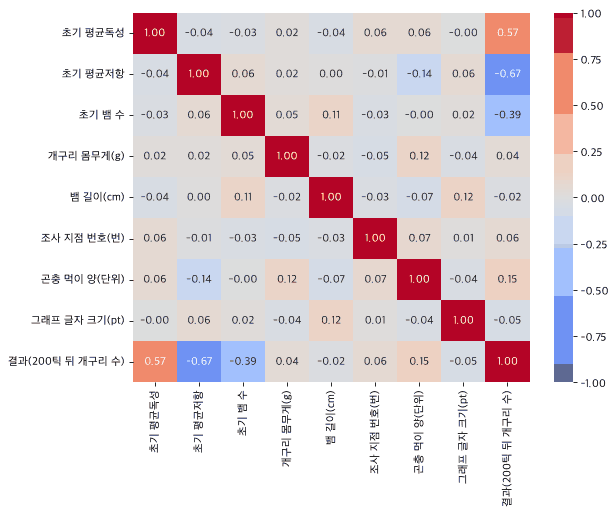 초기 평균독성 1.00 -0.04 -0.03 0.02 -0.04 0.06 0.06 -0.00 0.57
초기 평균저항 -0.04 1.00 0.06 0.02 0.00 -0.01 -0.14 0.06 -0.67
초기 뱀 수 -0.03 0.06 1.00 0.05 0.11 -0.03 -0.00 0.02 -0.39
개구리 몸무게(g) 0.02 0.02 0.05 1.00 -0.02 -0.05 0.12 -0.04 0.04
뱀 길이(cm) -0.04 0.00 0.11 -0.02 1.00 -0.03 -0.07 0.12 -0.02
조사 지점 번호(번) 0.06 -0.01 -0.03 -0.05 -0.03 1.00 0.07 0.01 0.06
곤충 먹이 양(단위) 0.06 -0.14 -0.00 0.12 -0.07 0.07 1.00 -0.04 0.15
그래프 글자 크기(pt) -0.00 0.06 0.02 -0.04 0.12 0.01 -0.04 1.00 -0.05
결과(200틱 뒤 개구리 수) 0.57 -0.67 -0.39 0.04 -0.02 0.06 0.15 -0.05 1.00
초기 평균독성
초기 평균저항
초기 뱀 수
개구리 몸무게(g)
뱀 길이(cm)
조사 지점 번호(번)
곤충 먹이 양(단위)
그래프 글자 크기(pt)
결과(200틱 뒤 개구리 수)
1.00
0.75
0.50
0.25
0.00
-0.25
-0.50
-0.75
-1.00